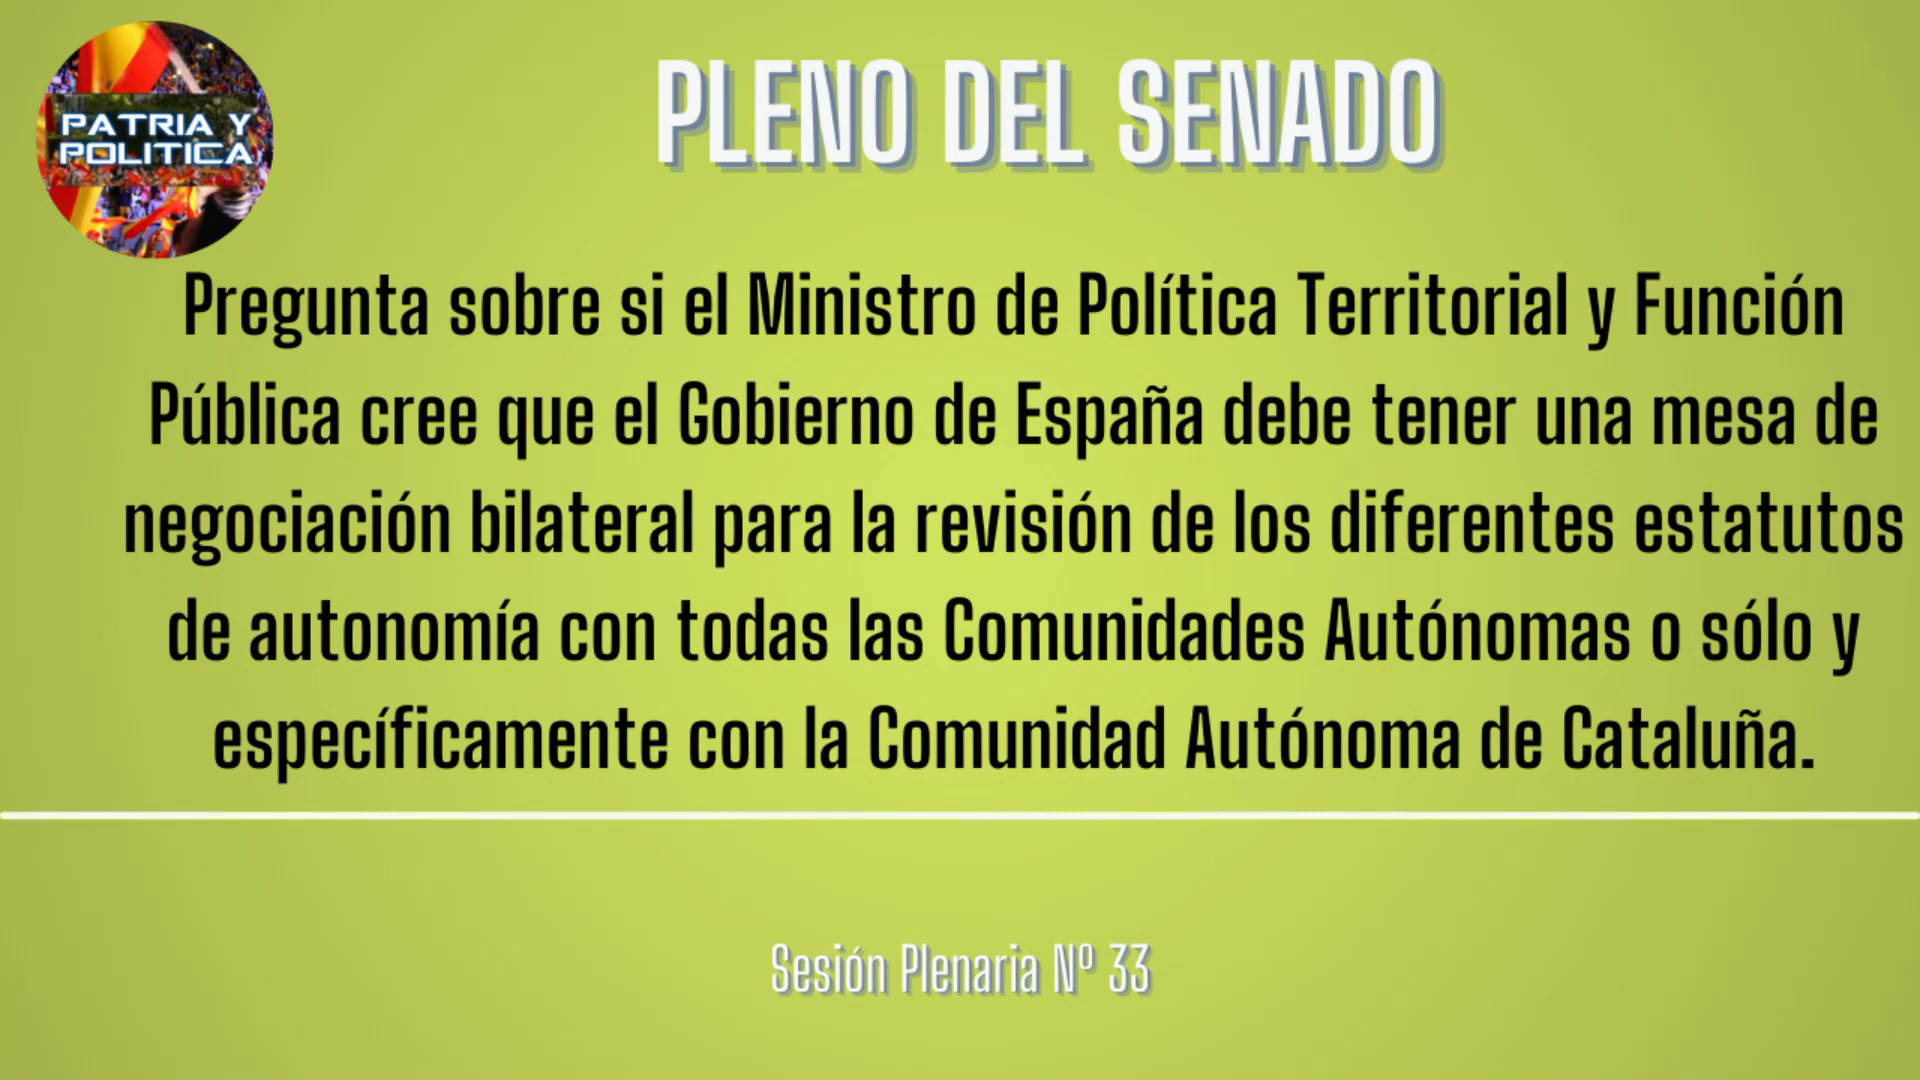 PATRIA Y
POLITICA
PLENO DEL SENADO
Pregunta sobre si el Ministro de Política Territorial y Función
Pública cree que el Gobierno de España debe tener una mesa de
negociación bilateral para la revisión de los diferentes estatutos
de autonomía con todas las Comunidades Autónomas o sólo y
específicamente con la Comunidad Autónoma de Cataluña.
Sesión Plenaria Nº 33